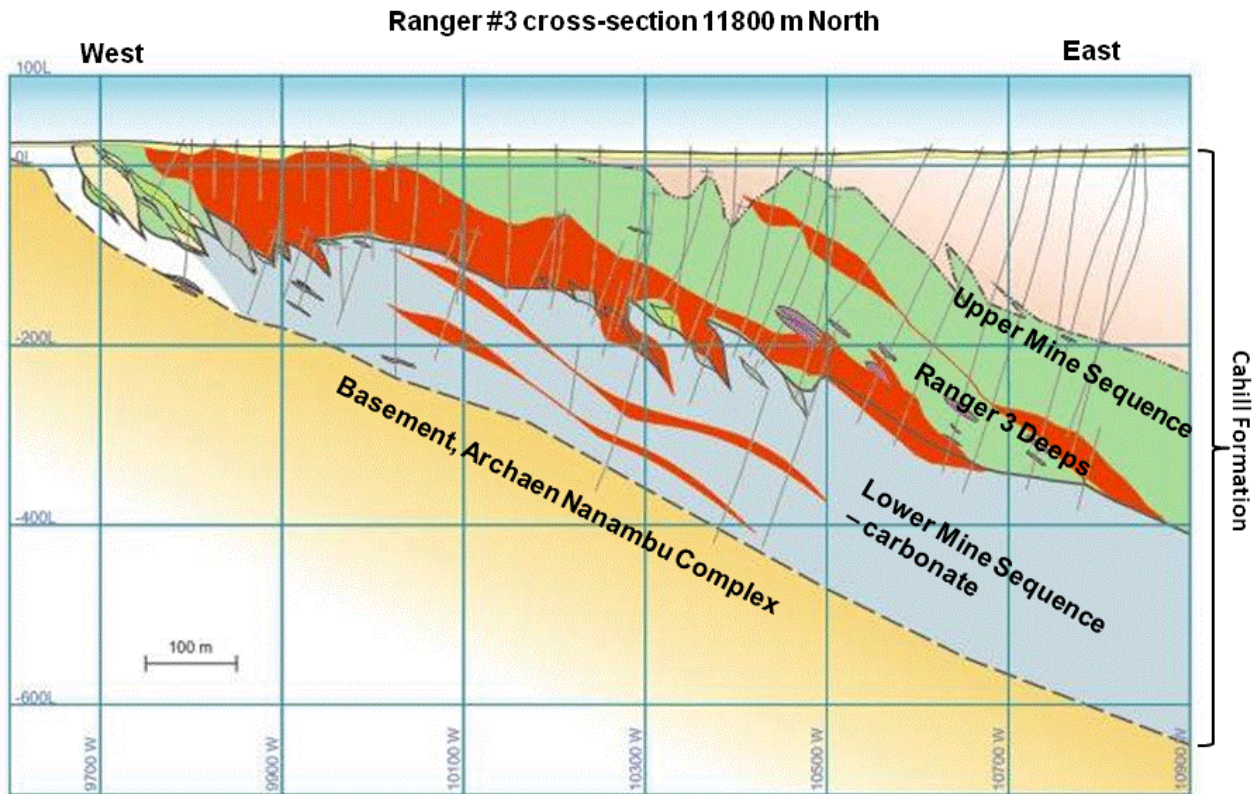 Ranger #3 cross-section 11800 m North
West
East
100L
0L
-200L
-400L
-600L
Upper Mine Sequence
Ranger 3 Deeps
Lower Mine Sequence
– carbonate
Basement, Archaen Nanambu Complex
Cahill Formation
100 m
9700 W
9900 W
10100 W
10300 W
10500 W
10700 W
10900 W